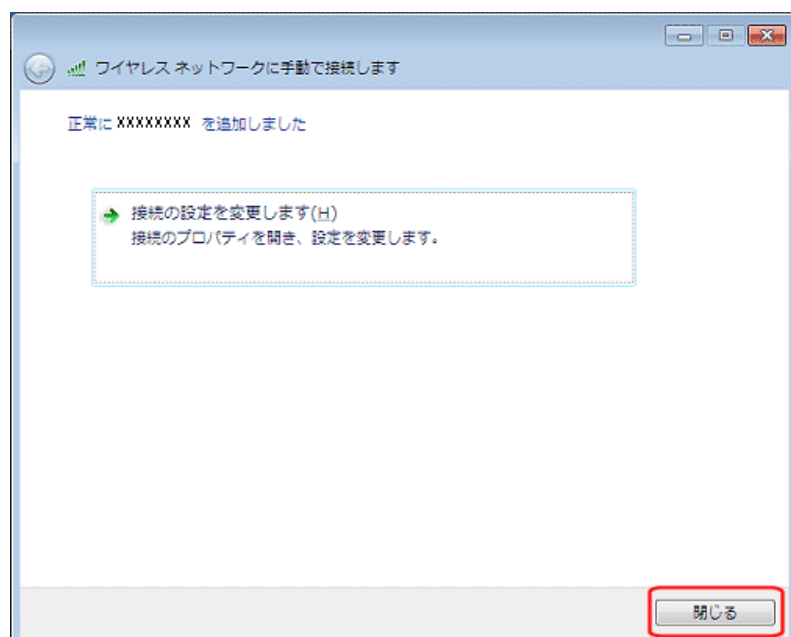 ワイヤレス ネットワークに手動で接続します
正常に XXXXXXXX を追加しました
接続の設定を変更します(H)
接続のプロパティを開き、設定を変更します。
閉じる